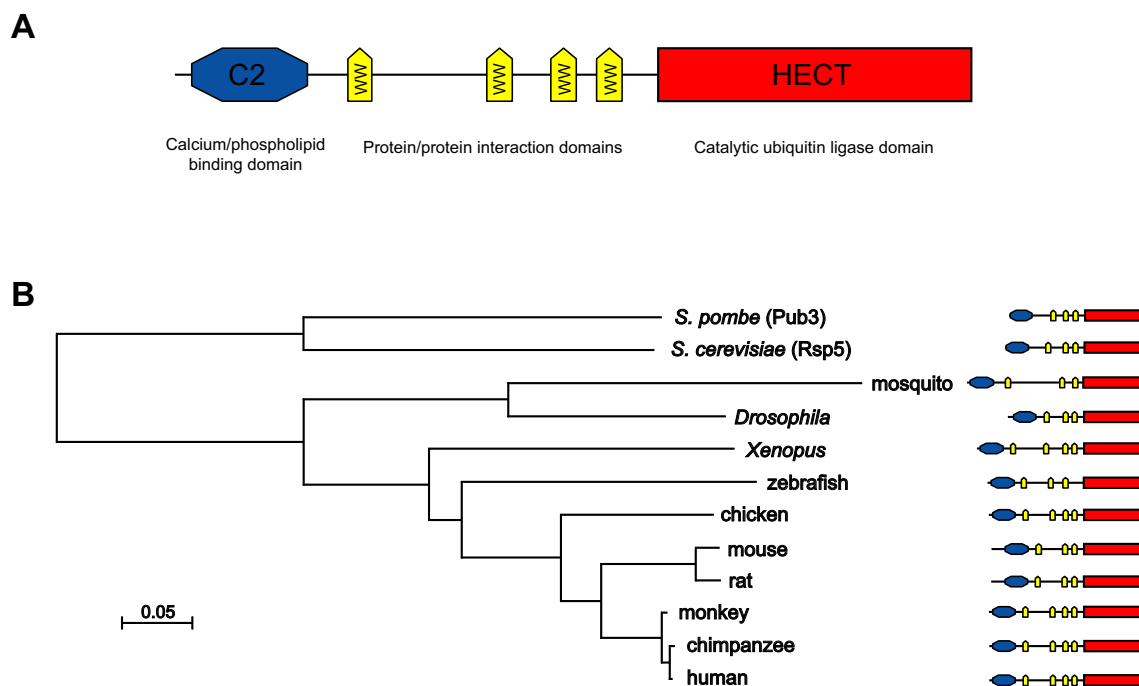 A
C2
WW
WW
WW
WW
HECT
Calcium/phospholipid
binding domain
Protein/protein interaction domains
Catalytic ubiquitin ligase domain
B
S. pombe (Pub3)
S. cerevisiae (Rsp5)
mosquito
Drosophila
Xenopus
zebrafish
chicken
mouse
rat
monkey
chimpanzee
human
0.05